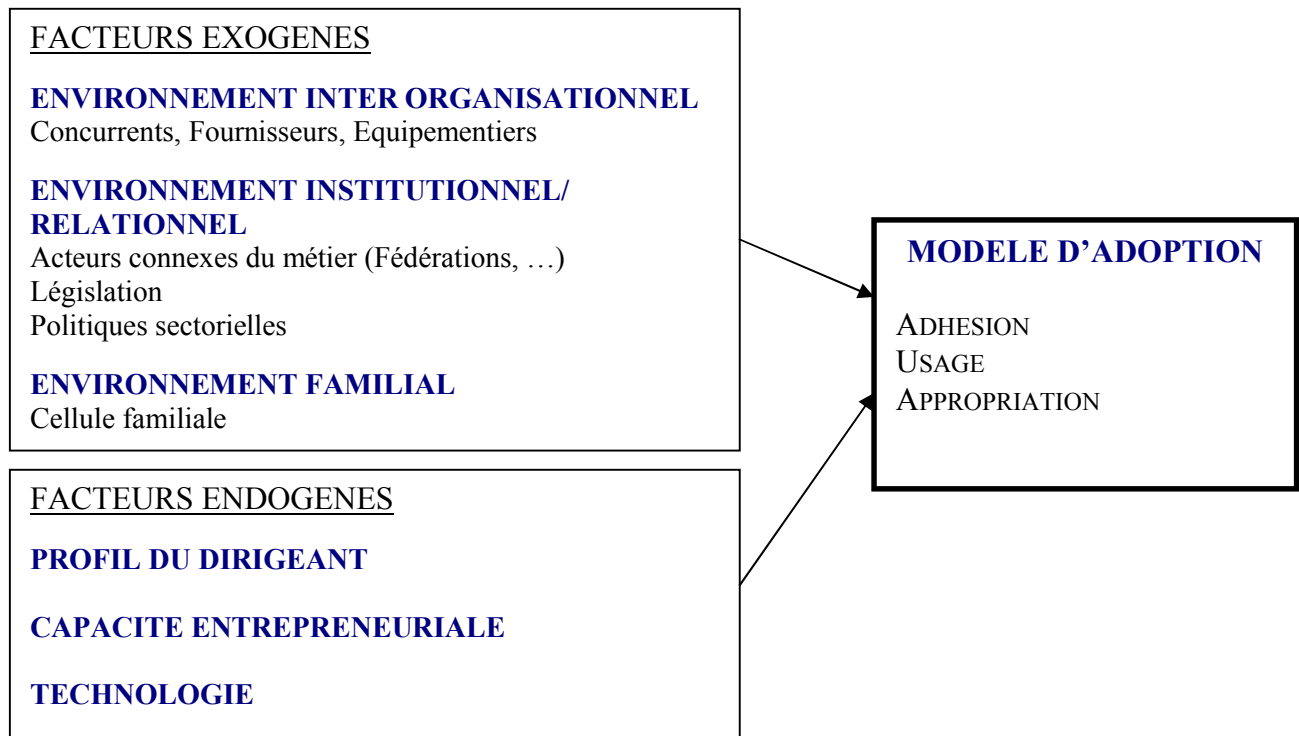 FACTEURS EXOGENES
ENVIRONNEMENT INTER ORGANISATIONNEL
Concurrents, Fournisseurs, Equipementiers
ENVIRONNEMENT INSTITUTIONNEL/
RELATIONNEL
Acteurs connexes du métier (Fédérations, …)
Législation
Politiques sectorielles
ENVIRONNEMENT FAMILIAL
Cellule familiale
FACTEURS ENDOGENES
PROFIL DU DIRIGEANT
CAPACITE ENTREPRENEURIALE
TECHNOLOGIE
MODELE D’ADOPTION
ADHESION
USAGE
APPROPRIATION